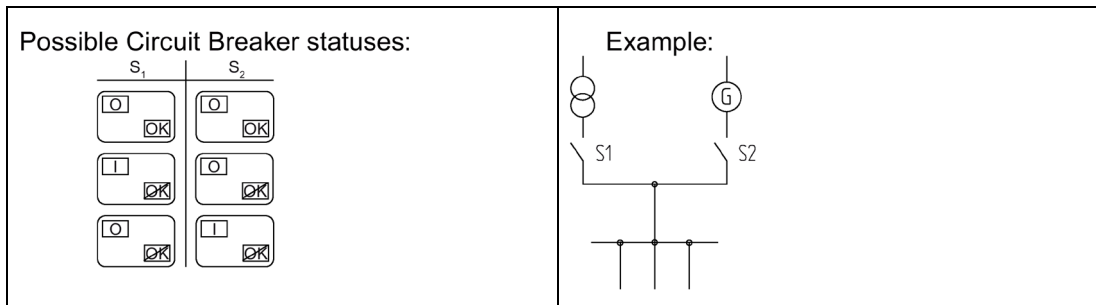 Possible Circuit Breaker statuses:
S1 S2
O O
OK OK
I O
OK OK
O I
OK OK
Example:
G
S1 S2